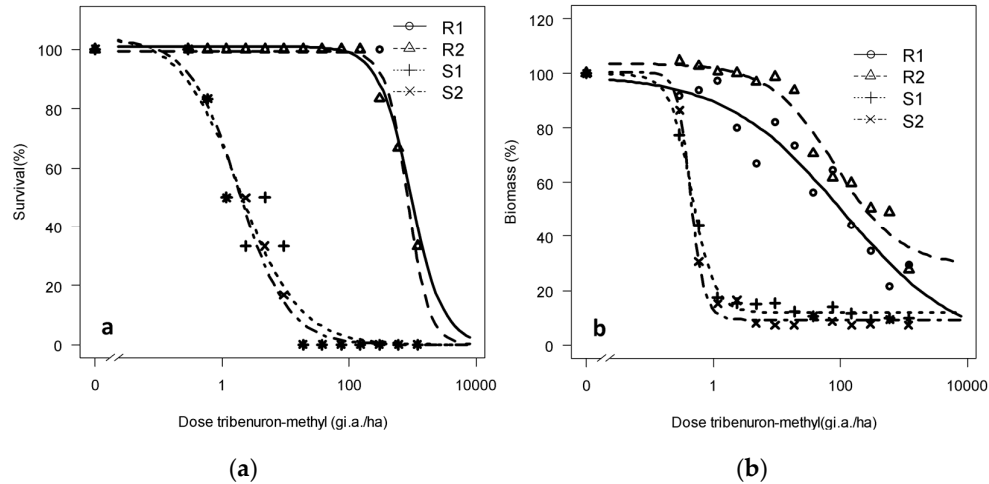 R1
R2
S1
S2
100
80
60
40
20
0
Survival(%)
a
0
1
100
10000
Dose tribenuron-methyl (gi.a./ha)
(a)
R1
R2
S1
S2
120
100
80
60
40
20
0
Biomass (%)
b
0
1
100
10000
Dose tribenuron-methyl(gi.a./ha)
(b)